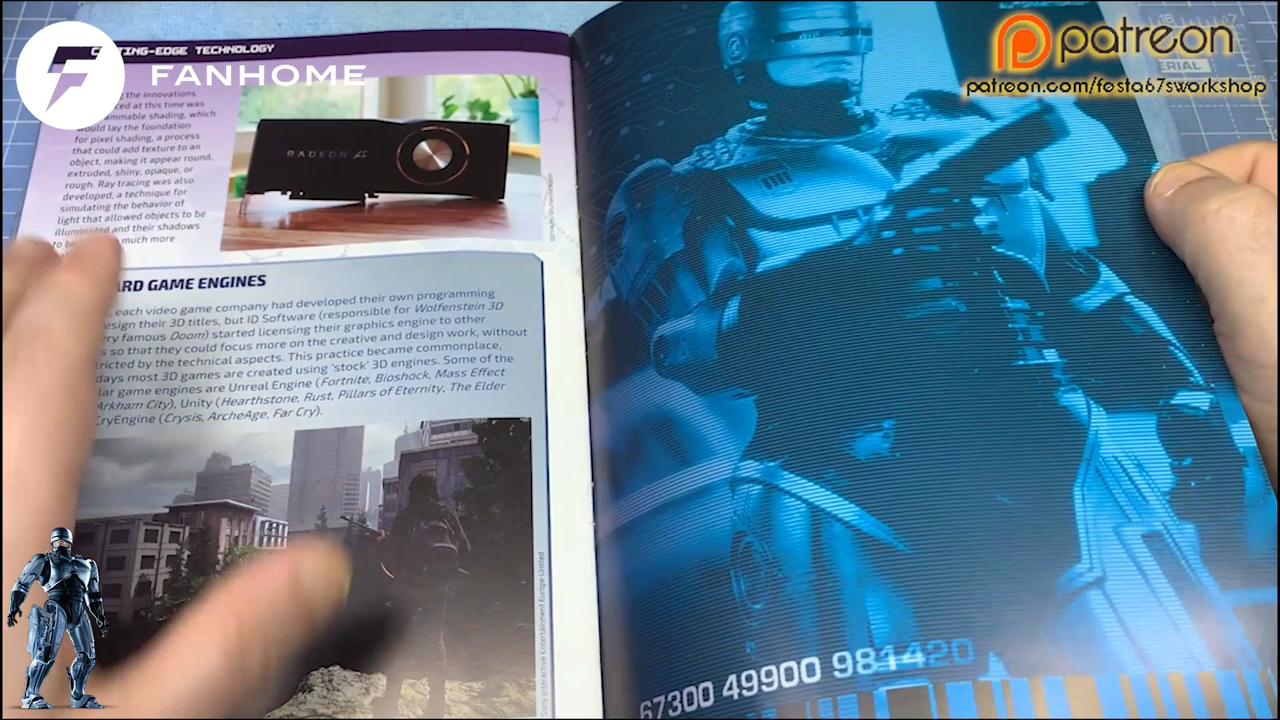 CUTTING-EDGE TECHNOLOGY
FANHOME
the innovations
at this time was
shading, which
would lay the foundation
for pixel shading, a process
that could add texture to an
object, making it appear round,
extruded, shiny, opaque, or
rough. Ray tracing was also
developed, a technique for
simulating the behavior of
light that allowed objects to be
illuminated and their shadows
to much more
RADEON
GAME ENGINES
each video game company had developed their own programming
their 3D titles, but ID Software (responsible for Wolfenstein 3D
famous Doom) started licensing their graphics engine to other
so that they could focus more on the creative and design work, without
by the technical aspects. This practice became commonplace,
days most 3D games are created using 'stock' 3D engines. Some of the
game engines are Unreal Engine (Fortnite, Bioshock, Mass Effect
Arkham City), Unity (Hearthstone, Rust, Pillars of Eternity, The Elder
CryEngine (Crysis, ArcheAge, Far Cry).
Sony Interactive Entertainment Europe Limited
patreon
patreon.com/festa67sworkshop
67300 49900 981420